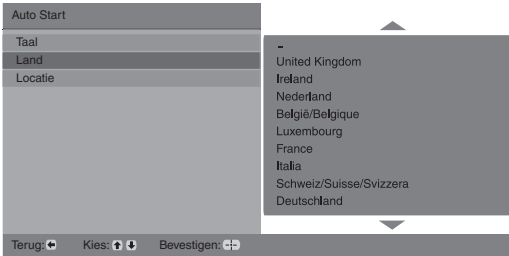 Auto Start
Taal
Land
Locatie
-
United Kingdom
Ireland
Nederland
België/Belgique
Luxembourg
France
Italia
Schweiz/Suisse/Svizzera
Deutschland
Terug: Kies: Bevestigen: